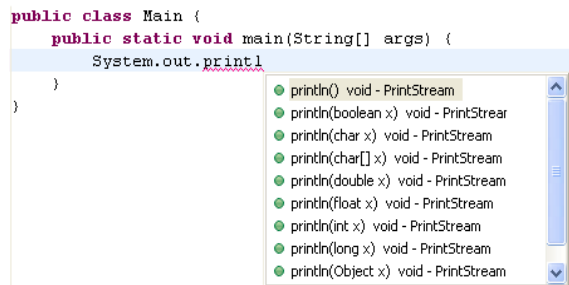 public class Main {
public static void main(String[] args) {
System.out.printl
}
}
println() void - PrintStream
println(boolean x) void - PrintStrear
println(char x) void - PrintStream
println(char[] x) void - PrintStream
println(double x) void - PrintStream
println(float x) void - PrintStream
println(int x) void - PrintStream
println(long x) void - PrintStream
println(Object x) void - PrintStream